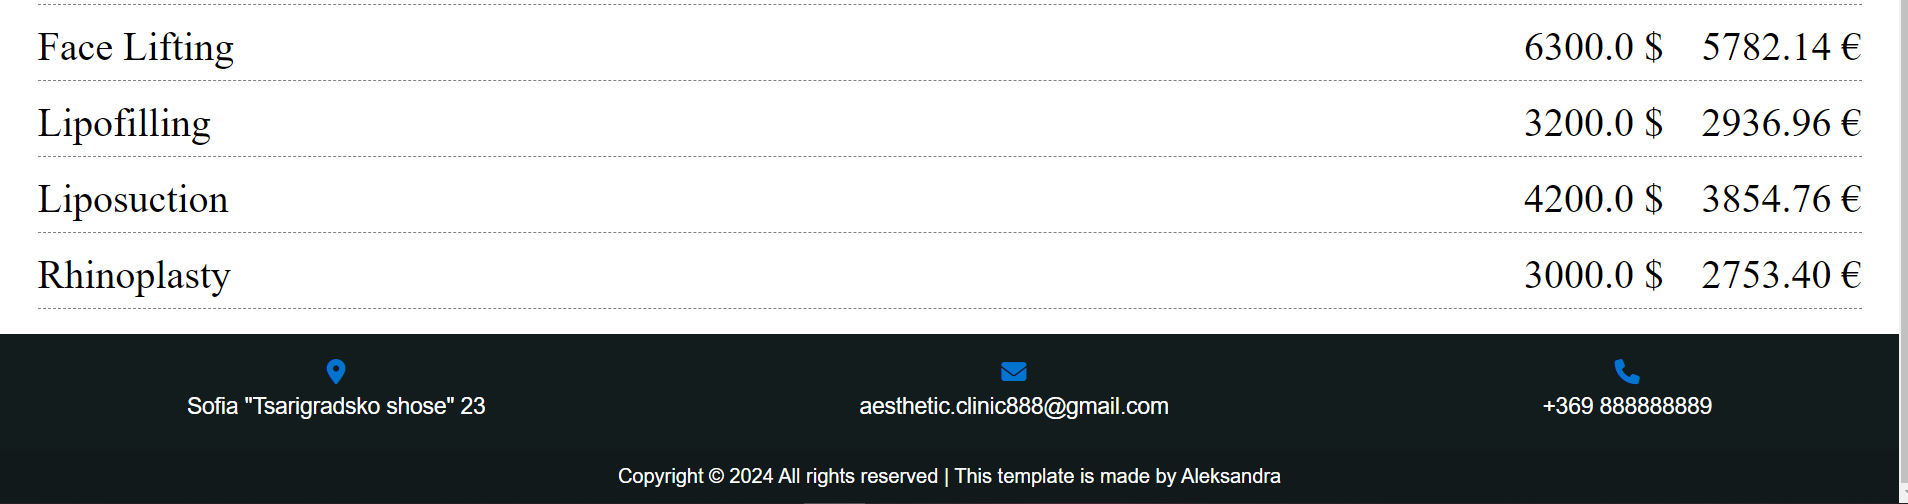 Face Lifting 6300.0 $ 5782.14 €
Lipofilling 3200.0 $ 2936.96 €
Liposuction 4200.0 $ 3854.76 €
Rhinoplasty 3000.0 $ 2753.40 €
Sofia "Tsarigradsko shose" 23 aesthetic.clinic888@gmail.com +369 888888889
Copyright © 2024 All rights reserved | This template is made by Aleksandra